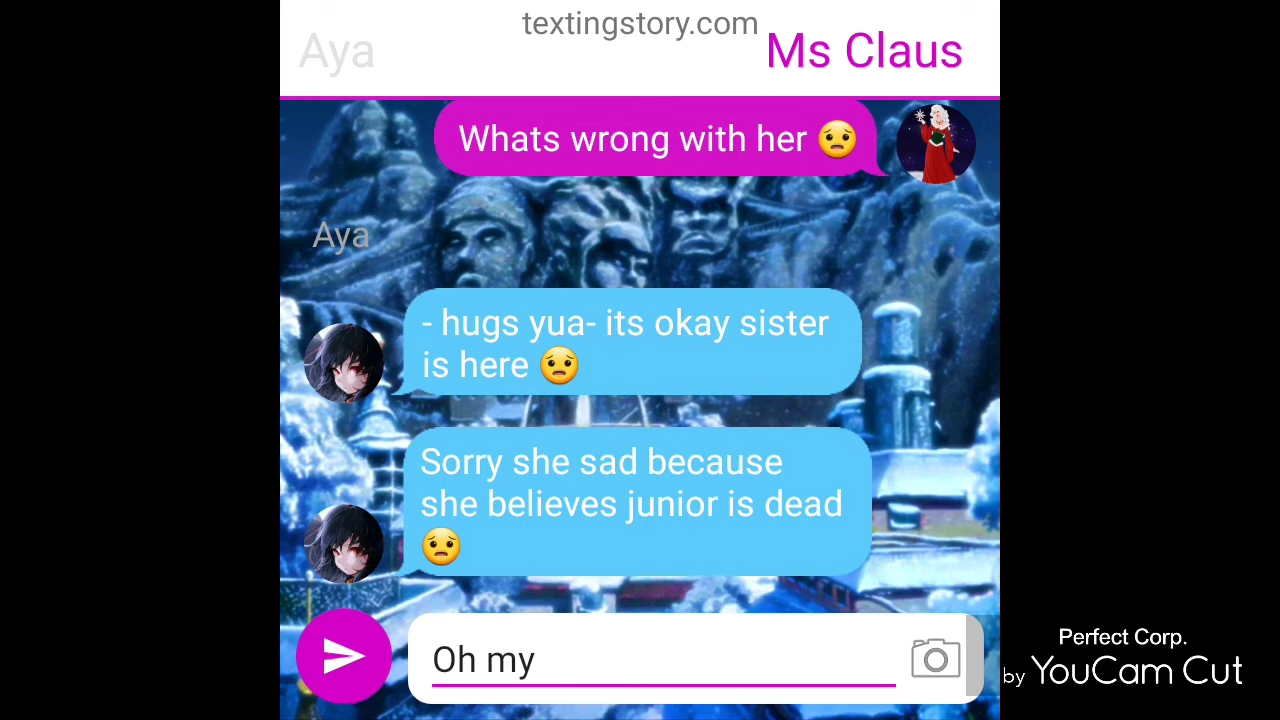 textingstory.com
Aya
Ms Claus
Whats wrong with her 😟
Aya
- hugs yua- its okay sister
is here 😟
Sorry she sad because
she believes junior is dead
😟
Oh my
Perfect Corp.
by YouCam Cut